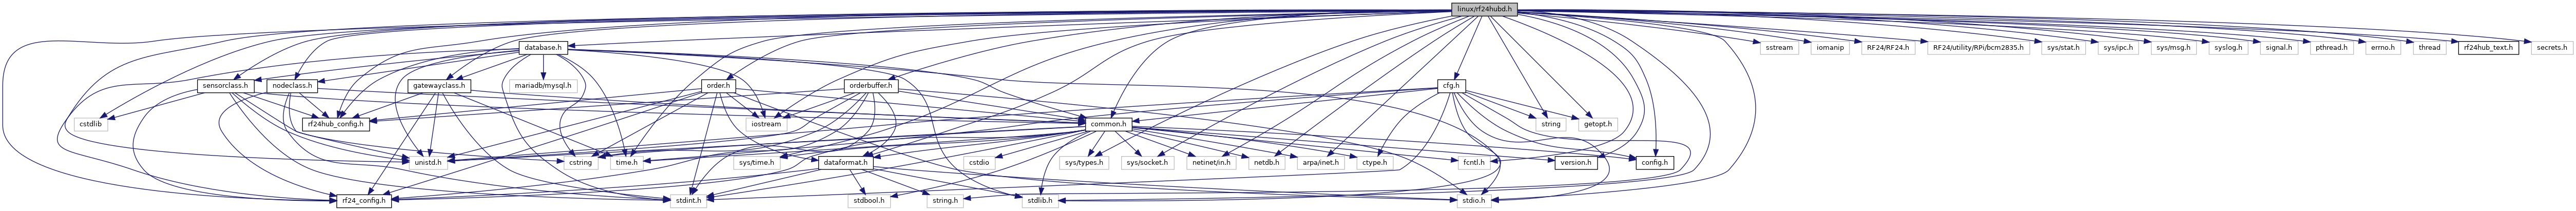 linux/rf24hubd.h
database.h
sstream
iomanip
RF24/RF24.h
RF24/utility/RPi/bcm2835.h
sys/stat.h
sys/ipc.h
sys/msg.h
syslog.h
signal.h
pthread.h
errno.h
thread
rf24hub_text.h
secrets.h
sensorclass.h
nodeclass.h
gatewayclass.h
mariadb/mysql.h
order.h
orderbuffer.h
cfg.h
cstdlib
rf24hub_config.h
iostream
common.h
string
getopt.h
unistd.h
cstring
time.h
sys/time.h
dataformat.h
cstdio
sys/types.h
sys/socket.h
netinet/in.h
netdb.h
arpa/inet.h
ctype.h
fcntl.h
version.h
config.h
rf24_config.h
stdint.h
stdbool.h
string.h
stdlib.h
stdio.h